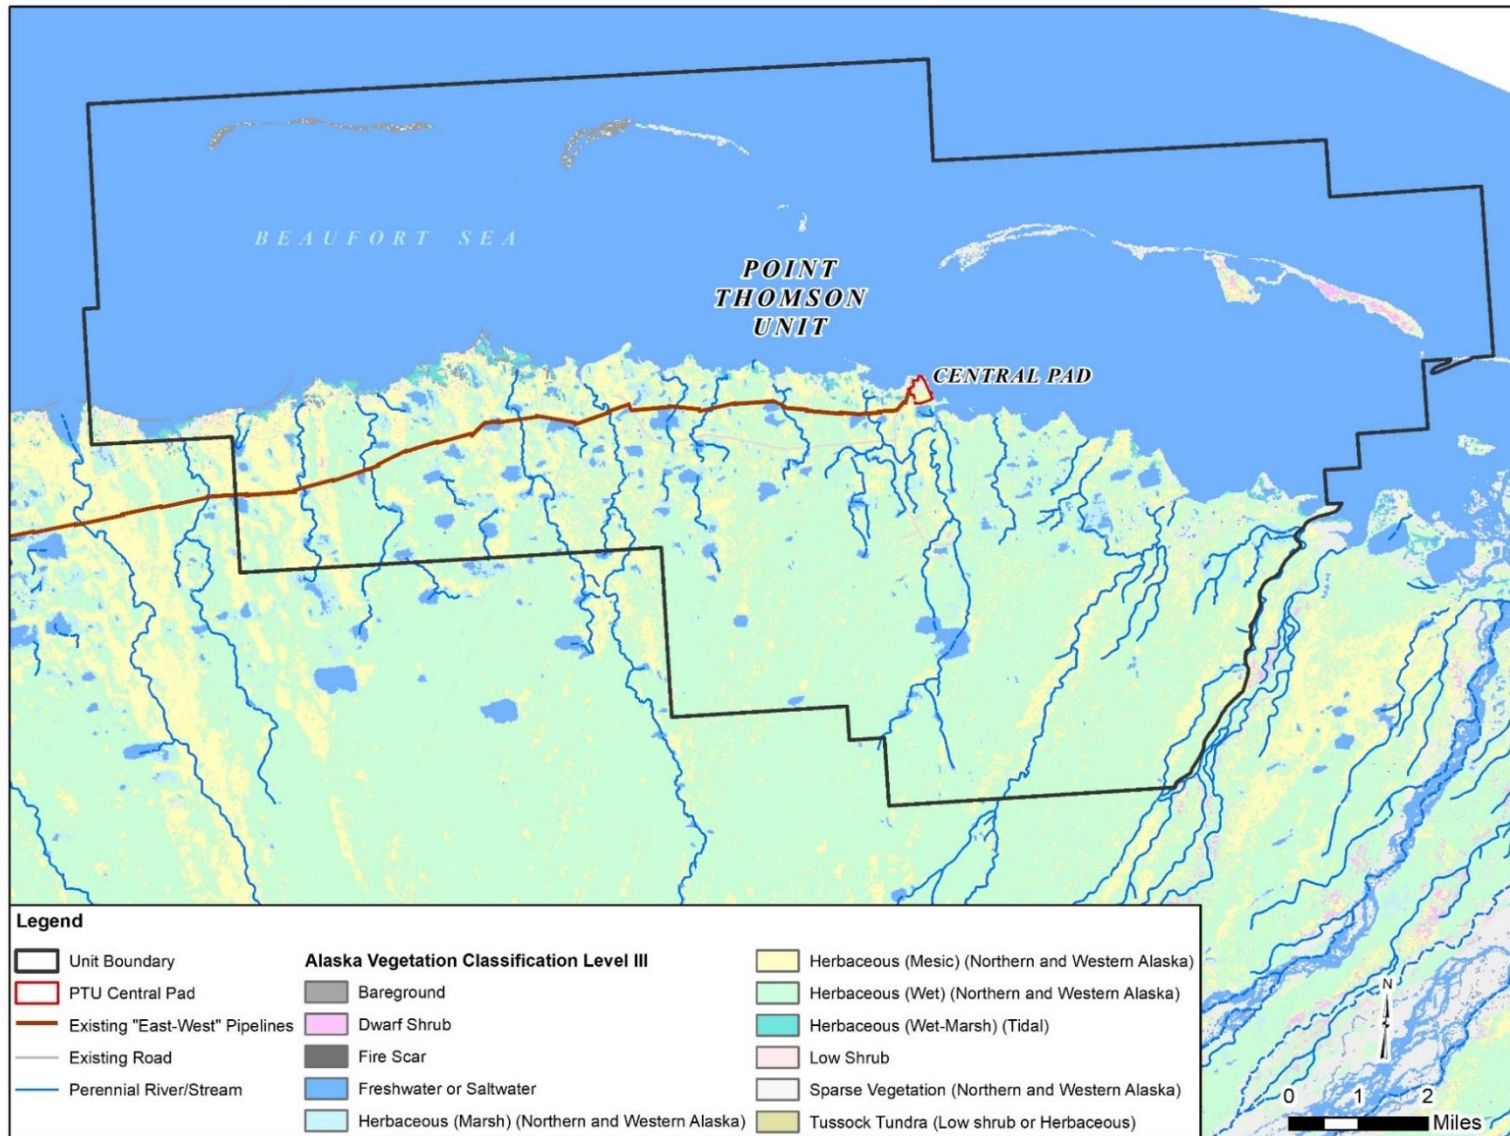 BEAUFORT SEA
POINT
THOMSON
UNIT
CENTRAL PAD
Legend
Unit Boundary
PTU Central Pad
Existing "East-West" Pipelines
Existing Road
Perennial River/Stream
Alaska Vegetation Classification Level III
Bareground
Dwarf Shrub
Fire Scar
Freshwater or Saltwater
Herbaceous (Marsh) (Northern and Western Alaska)
Herbaceous (Mesic) (Northern and Western Alaska)
Herbaceous (Wet) (Northern and Western Alaska)
Herbaceous (Wet-Marsh) (Tidal)
Low Shrub
Sparse Vegetation (Northern and Western Alaska)
Tussock Tundra (Low shrub or Herbaceous)
N
0 1 2
Miles